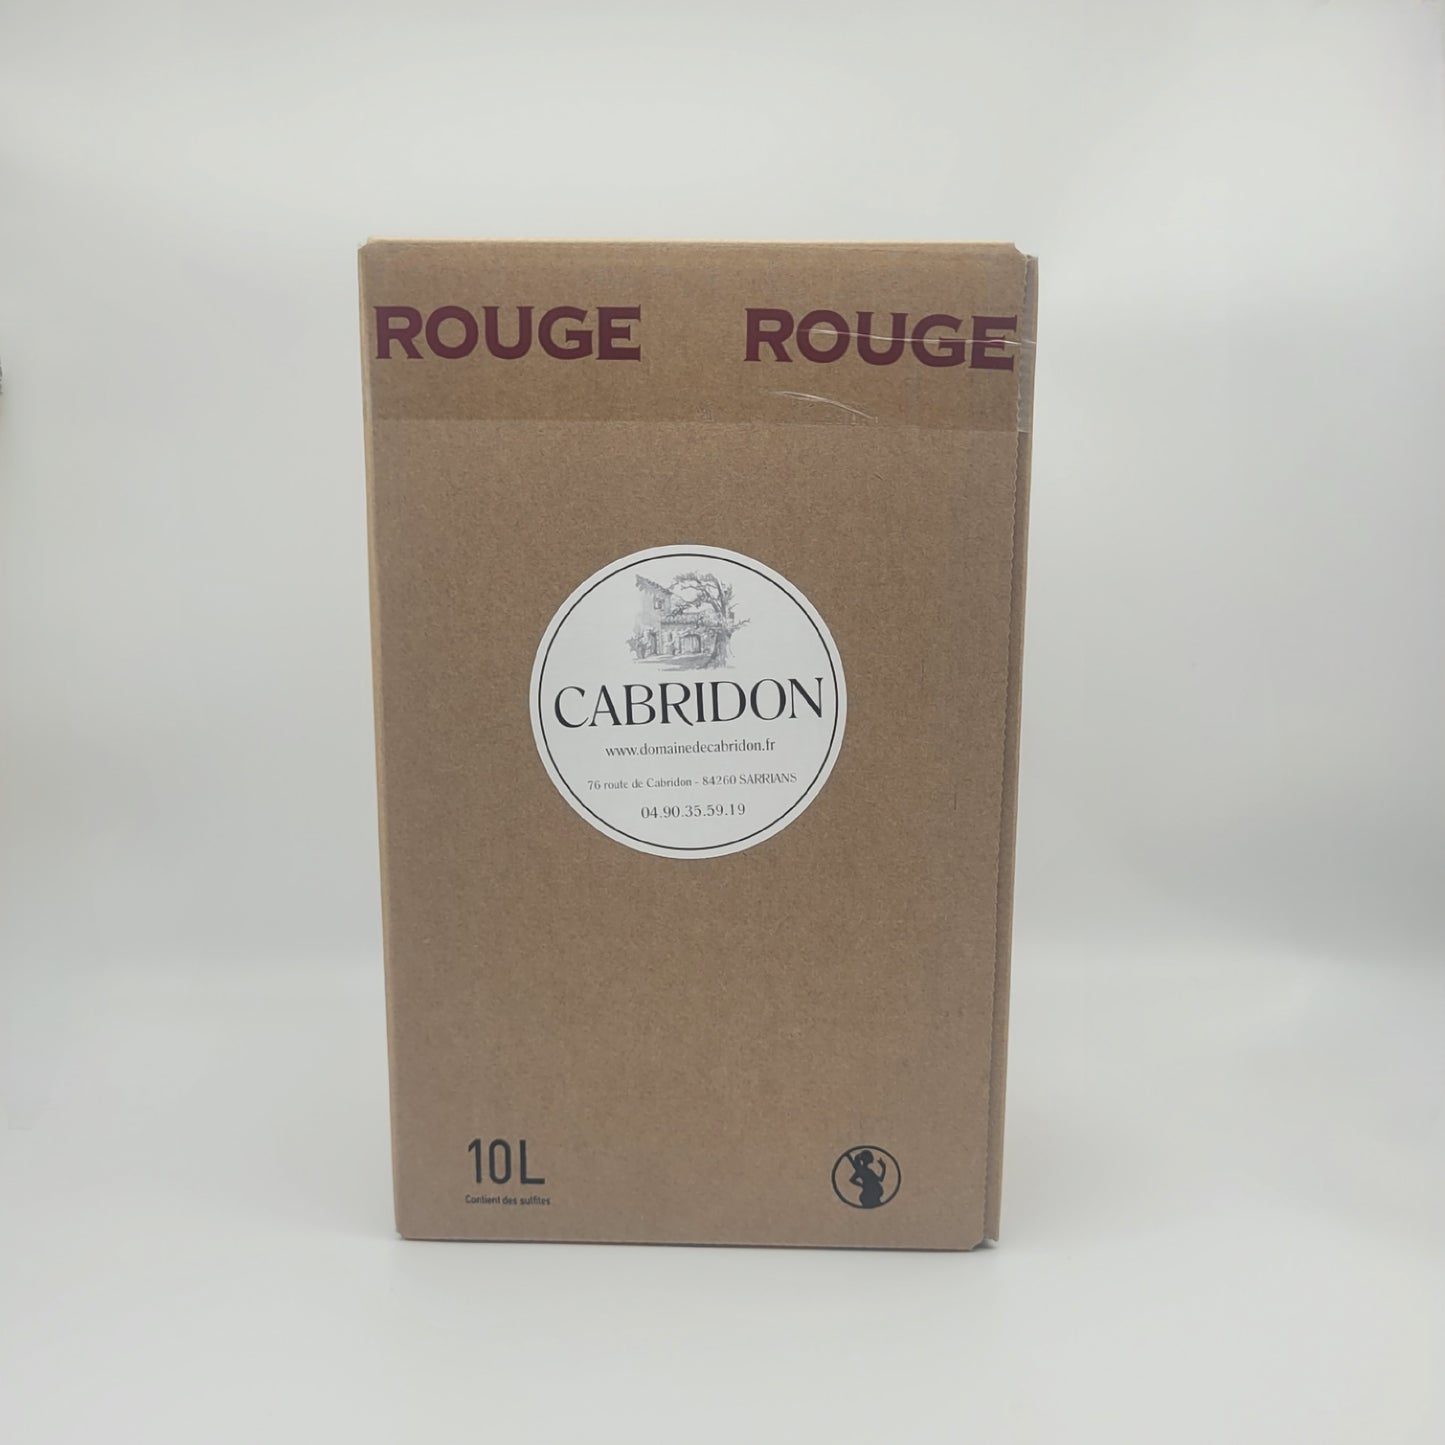 ROUGE ROUGE
CABRIDON
www.domainedecabridon.fr
76 route de Cabridon - 84260 SARRIANS
04.90.35.59.19
10L
Contient des sulfites